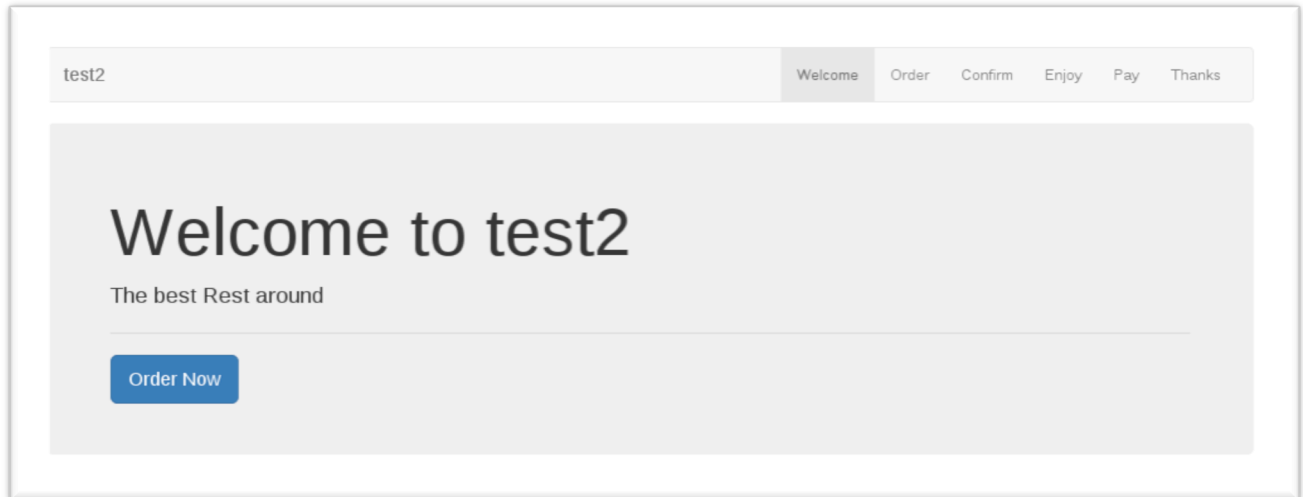 test2 Welcome Order Confirm Enjoy Pay Thanks
Welcome to test2
The best Rest around
Order Now